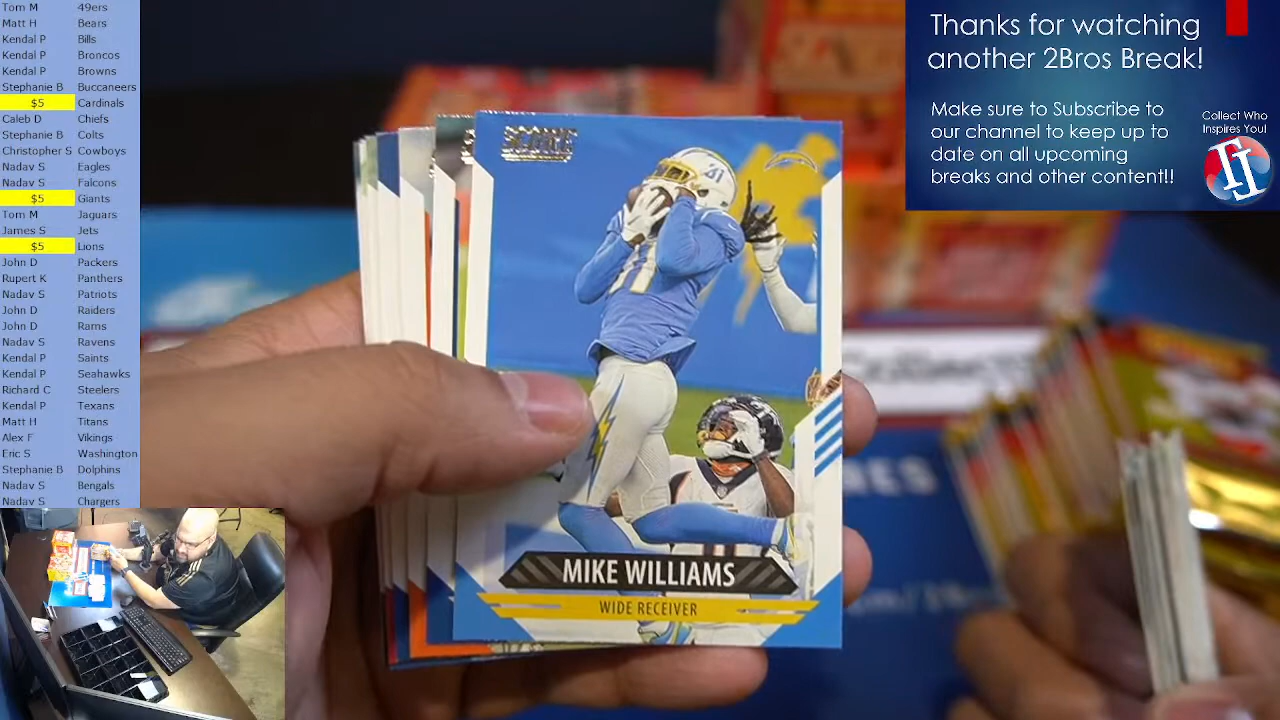 Tom M 49ers
Matt H Bears
Kendal P Bills
Kendal P Broncos
Kendal P Browns
Stephanie B Buccaneers
$5 Cardinals
Caleb D Chiefs
Stephanie B Colts
Christopher S Cowboys
Nadav S Eagles
Nadav S Falcons
$5 Giants
Tom M Jaguars
James S Jets
$5 Lions
John D Packers
Rupert K Panthers
Nadav S Patriots
John D Raiders
John D Rams
Nadav S Ravens
Kendal P Saints
Kendal P Seahawks
Richard C Steelers
Kendal P Texans
Matt H Titans
Alex F Vikings
Eric S Washington
Stephanie B Dolphins
Nadav S Bengals
Nadav S Chargers
SCORE
81
81
MIKE WILLIAMS
WIDE RECEIVER
Thanks for watching
another 2Bros Break!
Make sure to Subscribe to
our channel to keep up to
date on all upcoming
breaks and other content!!
Collect Who
Inspires You!